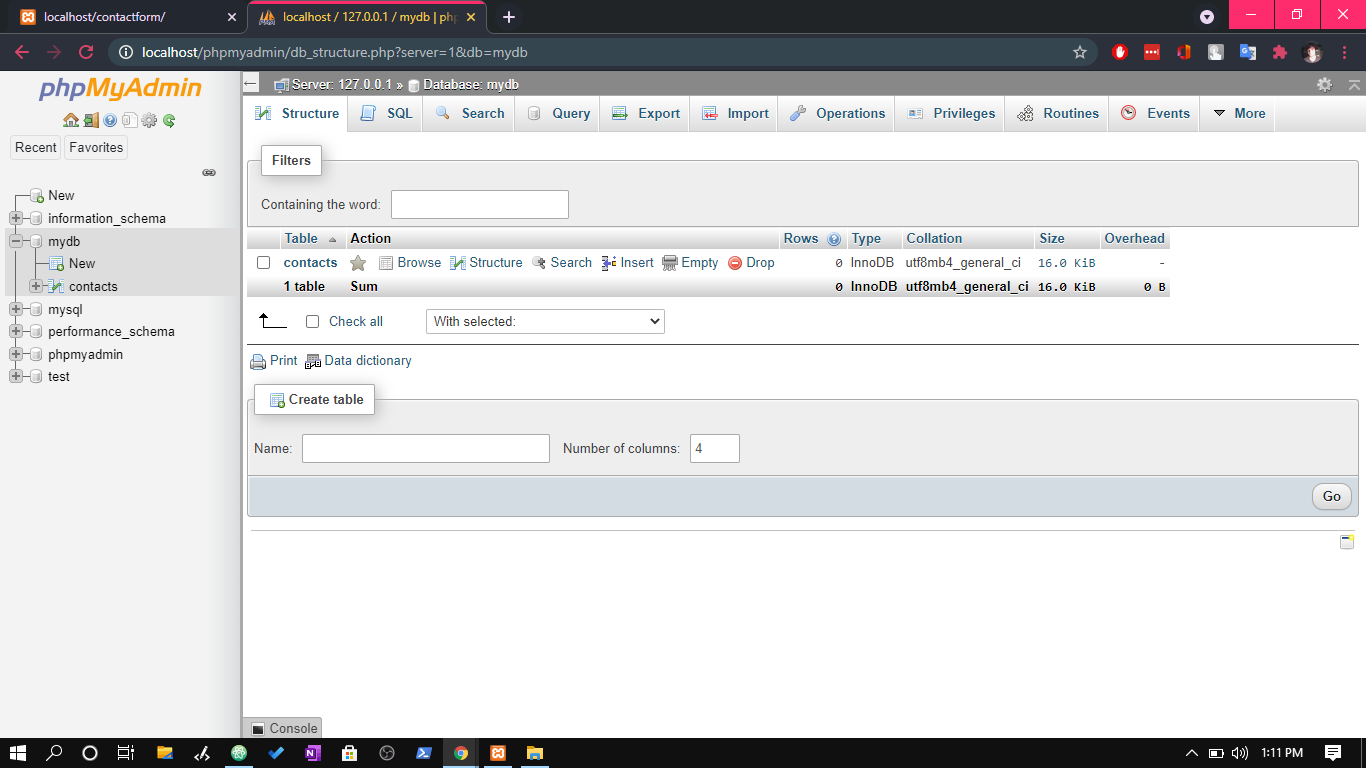 localhost/contactform/
localhost / 127.0.0.1 / mydb | php
localhost/phpmyadmin/db_structure.php?server=1&db=mydb
phpMyAdmin
Recent Favorites
New
information_schema
mydb
New
contacts
mysql
performance_schema
phpmyadmin
test
Server: 127.0.0.1 » Database: mydb
Structure SQL Search Query Export Import Operations Privileges Routines Events More
Filters
Containing the word:
Table Action Rows Type Collation Size Overhead
contacts Browse Structure Search Insert Empty Drop 0 InnoDB utf8mb4_general_ci 16.0 KiB -
1 table Sum 0 InnoDB utf8mb4_general_ci 16.0 KiB 0 B
Check all With selected:
Print Data dictionary
Create table
Name: Number of columns: 4
Go
Console
1:11 PM